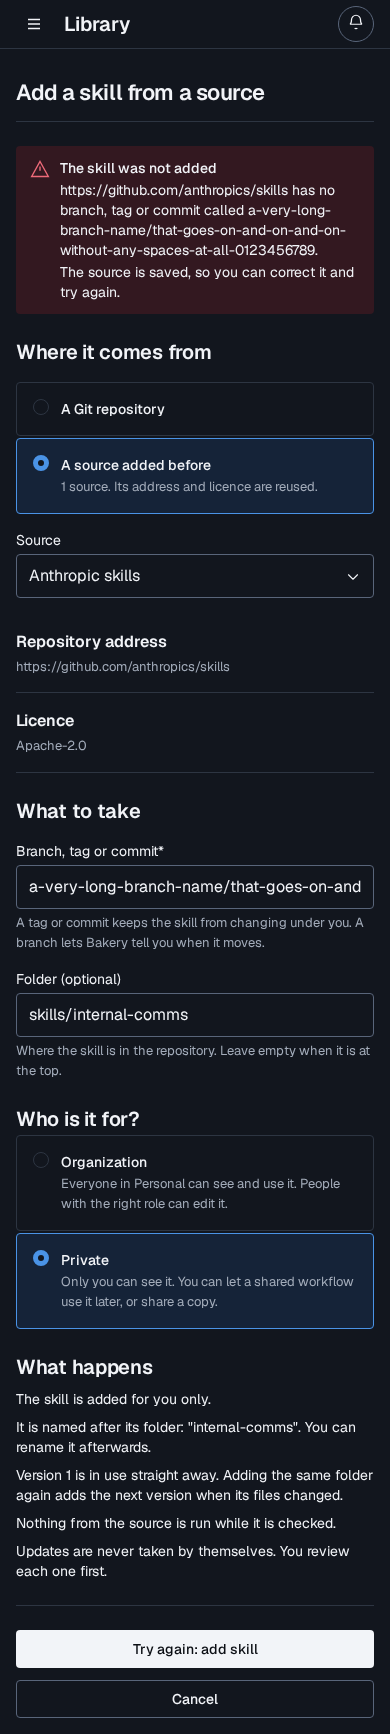 Library
Add a skill from a source
The skill was not added
https://github.com/anthropics/skills has no
branch, tag or commit called a-very-long-
branch-name/that-goes-on-and-on-and-on-
without-any-spaces-at-all-0123456789.
The source is saved, so you can correct it and
try again.
Where it comes from
A Git repository
A source added before
1 source. Its address and licence are reused.
Source
Anthropic skills
Repository address
https://github.com/anthropics/skills
Licence
Apache-2.0
What to take
Branch, tag or commit*
a-very-long-branch-name/that-goes-on-and
A tag or commit keeps the skill from changing under you. A
branch lets Bakery tell you when it moves.
Folder (optional)
skills/internal-comms
Where the skill is in the repository. Leave empty when it is at
the top.
Who is it for?
Organization
Everyone in Personal can see and use it. People
with the right role can edit it.
Private
Only you can see it. You can let a shared workflow
use it later, or share a copy.
What happens
The skill is added for you only.
It is named after its folder: "internal-comms". You can
rename it afterwards.
Version 1 is in use straight away. Adding the same folder
again adds the next version when its files changed.
Nothing from the source is run while it is checked.
Updates are never taken by themselves. You review
each one first.
Try again: add skill
Cancel